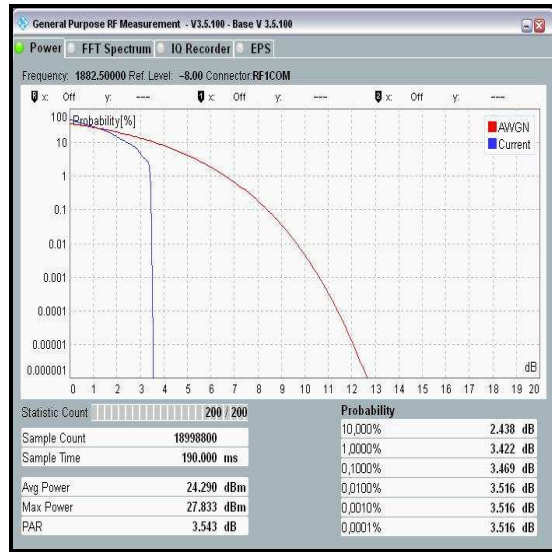 General Purpose RF Measurement - V3.5.100 - Base V 3.5.100
Power FFT Spectrum IQ Recorder EPS
Frequency: 1882.50000 Ref. Level: -8.00 Connector:RF1COM
x: Off y: --- x: Off y: --- x: Off y: ---
Probability[%]
AWGN
Current
100
10
1
0.1
0.01
0.001
0.0001
0.00001
0.000001
dB
0 1 2 3 4 5 6 7 8 9 10 11 12 13 14 15 16 17 18 19 20
Statistic Count 200 / 200
Sample Count 18998800
Sample Time 190.000 ms
Avg Power 24.290 dBm
Max Power 27.833 dBm
PAR 3.543 dB
Probability
10,000% 2.438 dB
1,0000% 3.422 dB
0,1000% 3.469 dB
0,0100% 3.516 dB
0,0010% 3.516 dB
0,0001% 3.516 dB